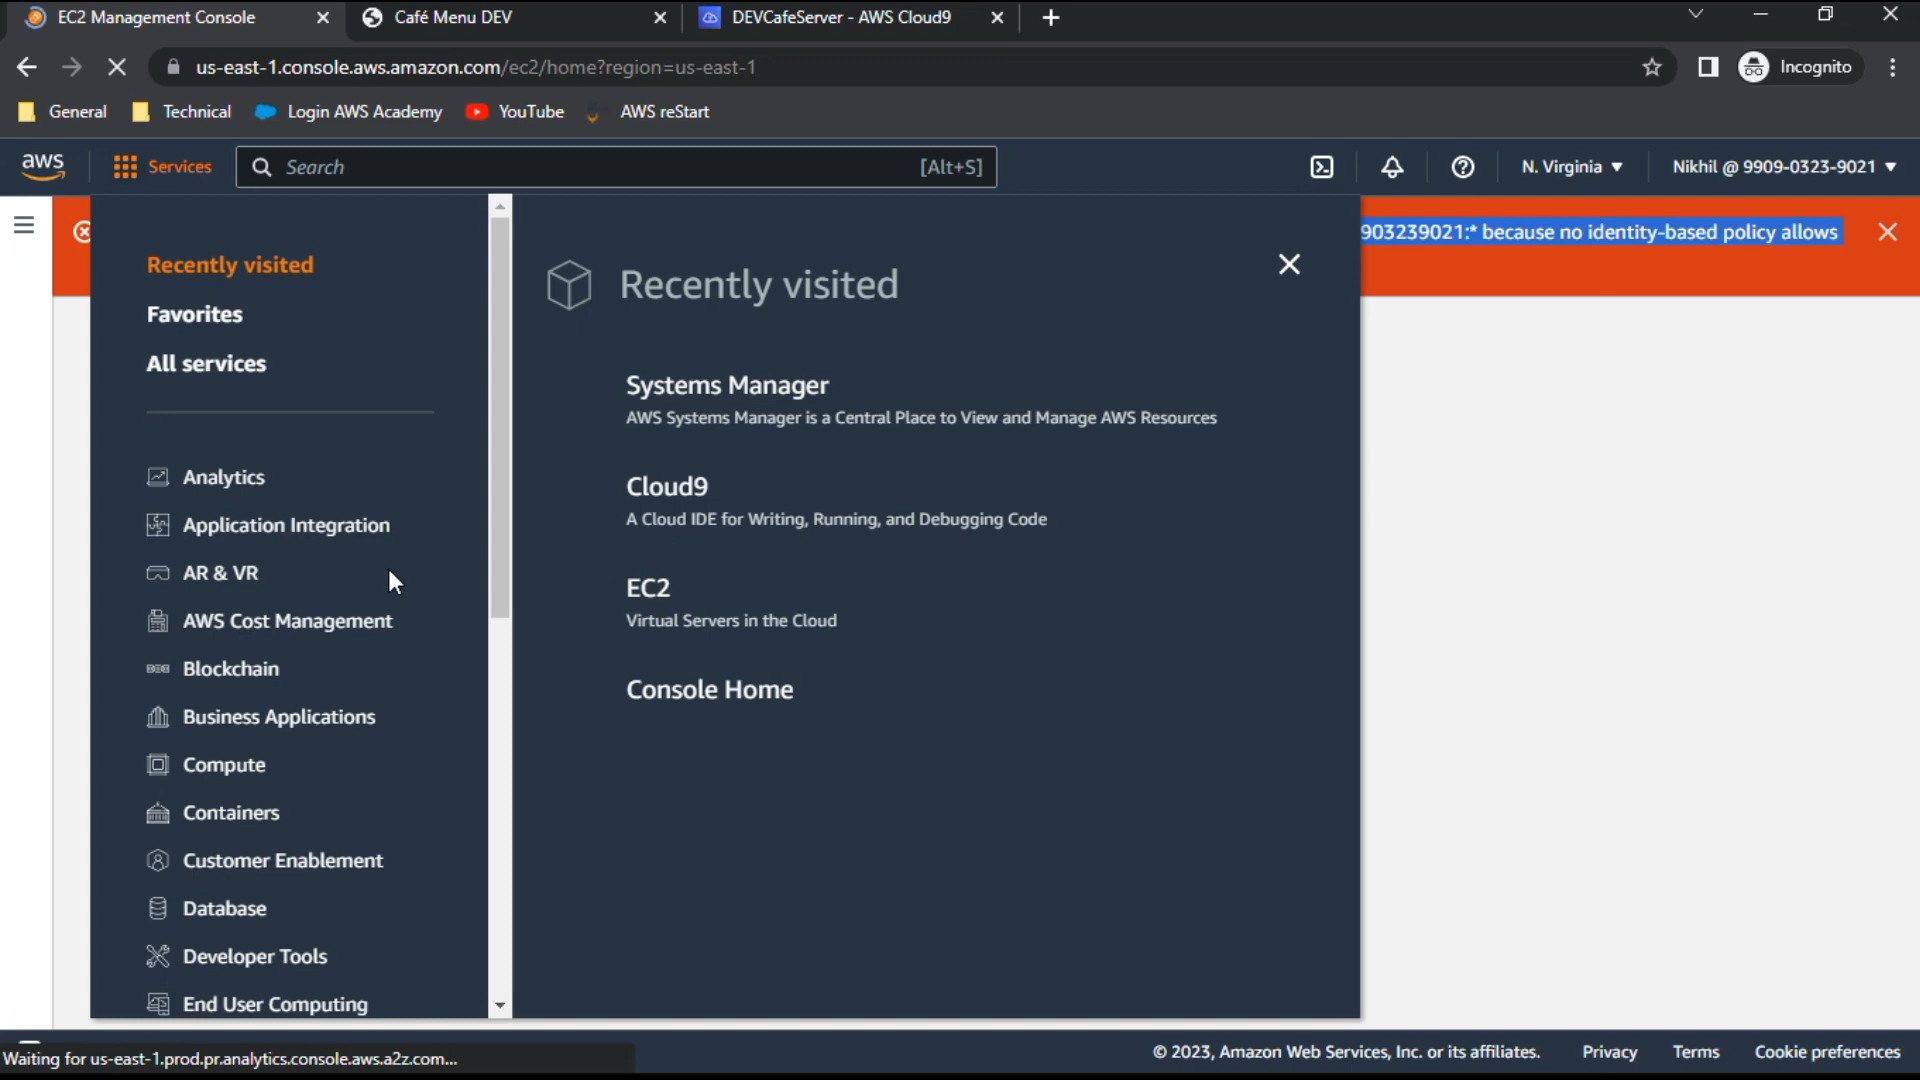 EC2 Management Console
Café Menu DEV
DEVCafeServer - AWS Cloud9
us-east-1.console.aws.amazon.com/ec2/home?region=us-east-1
Incognito
General
Technical
Login AWS Academy
YouTube
AWS reStart
aws
Services
Search
[Alt+S]
N. Virginia
Nikhil @ 9909-0323-9021
903239021:* because no identity-based policy allows
Recently visited
Favorites
All services
Analytics
Application Integration
AR & VR
AWS Cost Management
Blockchain
Business Applications
Compute
Containers
Customer Enablement
Database
Developer Tools
End User Computing
Recently visited
Systems Manager
AWS Systems Manager is a Central Place to View and Manage AWS Resources
Cloud9
A Cloud IDE for Writing, Running, and Debugging Code
EC2
Virtual Servers in the Cloud
Console Home
Waiting for us-east-1.prod.pr.analytics.console.aws.a2z.com...
© 2023, Amazon Web Services, Inc. or its affiliates.
Privacy
Terms
Cookie preferences